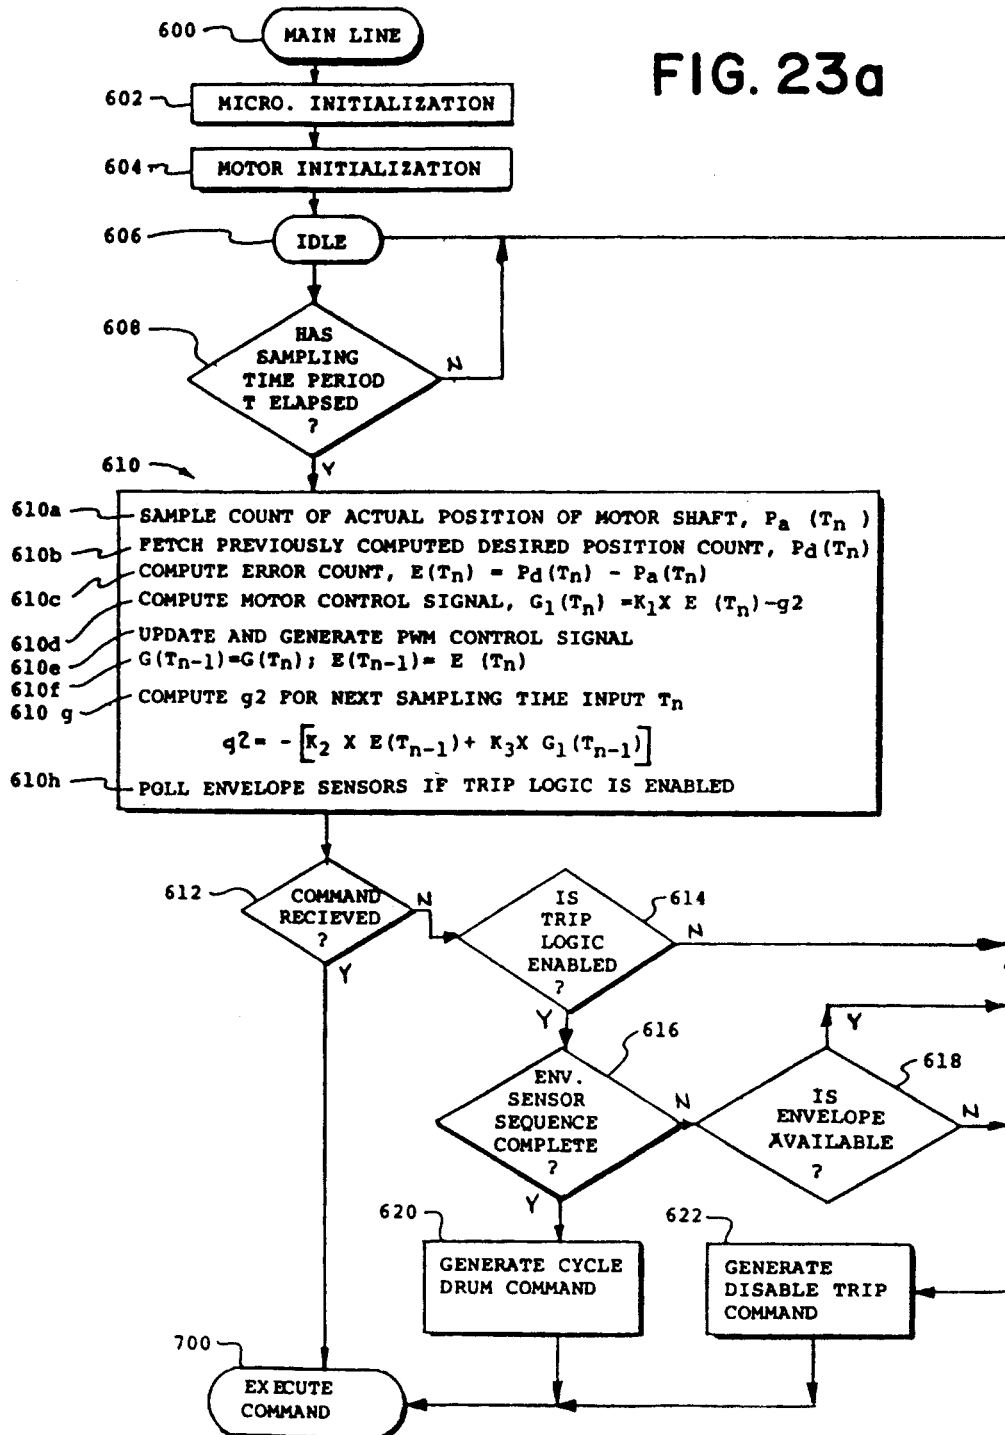 600
MAIN LINE
FIG. 23a
602
MICRO. INITIALIZATION
604
MOTOR INITIALIZATION
606
IDLE
608
HAS
SAMPLING
TIME PERIOD
T ELAPSED
?
N
Y
610
610a
SAMPLE COUNT OF ACTUAL POSITION OF MOTOR SHAFT, Pa (Tn )
610b
FETCH PREVIOUSLY COMPUTED DESIRED POSITION COUNT, Pd(Tn)
610c
COMPUTE ERROR COUNT, E(Tn) = Pd(Tn) - Pa(Tn)
610d
COMPUTE MOTOR CONTROL SIGNAL, G1(Tn) =K1X E (Tn)-g2
610e
UPDATE AND GENERATE PWM CONTROL SIGNAL
610f
G(Tn-1)=G(Tn); E(Tn-1)= E (Tn)
610 g
COMPUTE g2 FOR NEXT SAMPLING TIME INPUT Tn
g2= -[K2 X E(Tn-1)+ K3X G1(Tn-1)]
610h
POLL ENVELOPE SENSORS IF TRIP LOGIC IS ENABLED
612
COMMAND
RECIEVED
?
N
Y
614
IS
TRIP
LOGIC
ENABLED
?
N
Y
616
ENV.
SENSOR
SEQUENCE
COMPLETE
?
N
Y
618
IS
ENVELOPE
AVAILABLE
?
Y
N
620
GENERATE CYCLE
DRUM COMMAND
622
GENERATE
DISABLE TRIP
COMMAND
700
EXECUTE
COMMAND